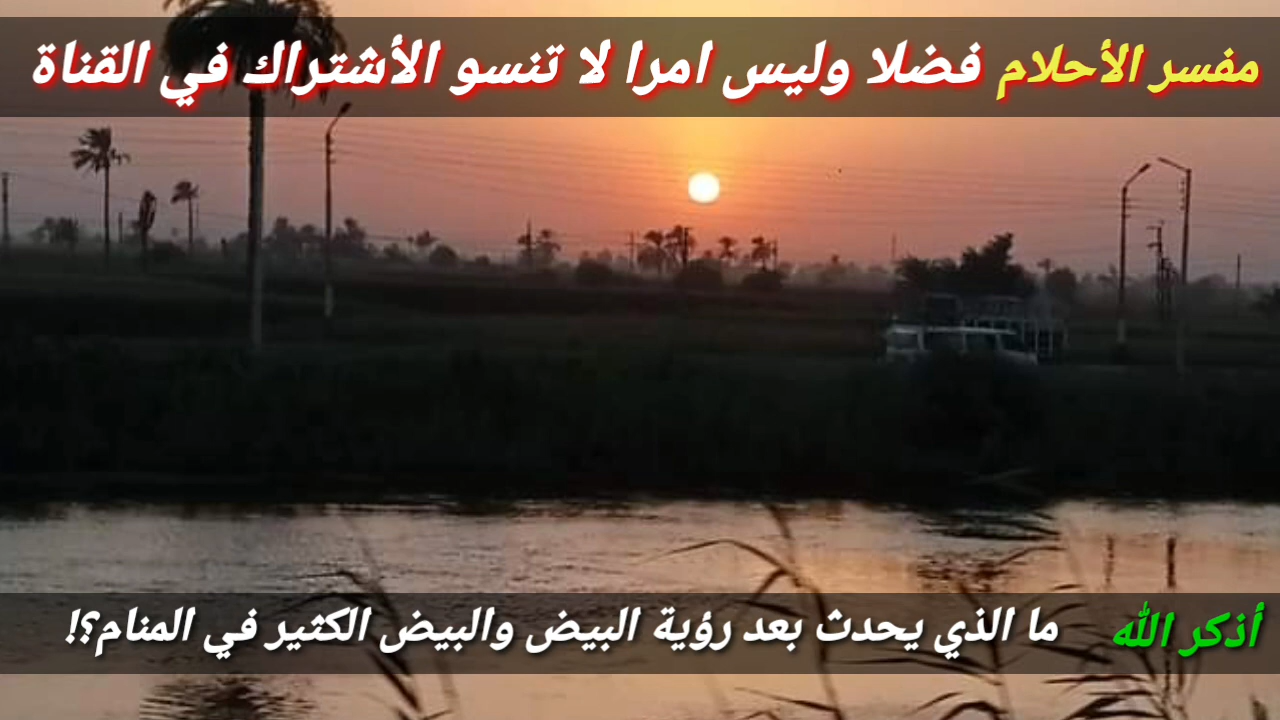 مفسر الأحلام فضلا وليس امرا لا تنسو الأشتراك في القناة
أذكر الله ما الذي يحدث بعد رؤية البيض والبيض الكثير في المنام؟!